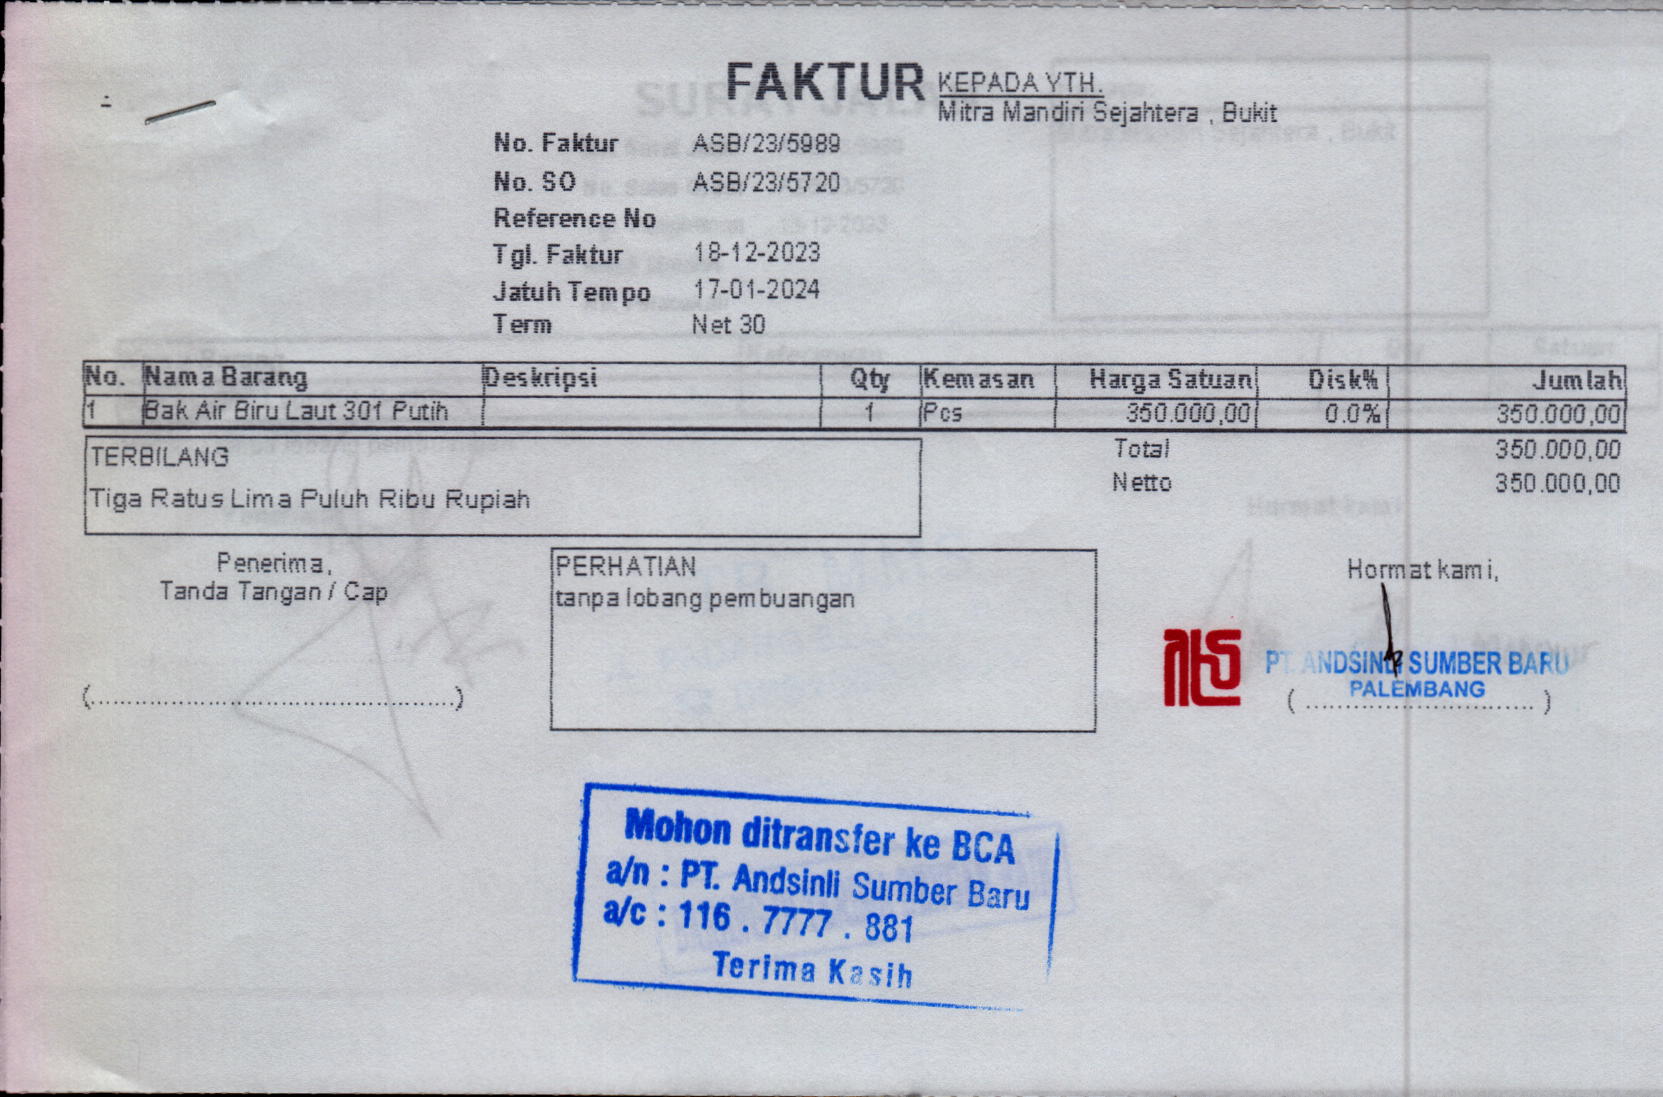 FAKTUR
KEPADA YTH.
Mitra Mandiri Sejahtera , Bukit
No. Faktur ASB/23/5989
No. SO ASB/23/5720
Reference No
Tgl. Faktur 18-12-2023
Jatuh Tempo 17-01-2024
Term Net 30
No. Nama Barang Deskripsi Qty Kemasan Harga Satuan Disk% Jumlah
1 Bak Air Biru Laut 301 Putih 1 Pcs 350.000,00 0.0% 350.000,00
Total 350.000,00
Netto 350.000,00
TERBILANG
Tiga Ratus Lima Puluh Ribu Rupiah
Penerima,
Tanda Tangan / Cap
(................................................)
PERHATIAN
tanpa lobang pembuangan
Hormat kami,
PT. ANDSINLI SUMBER BARU
PALEMBANG
( .............................. )
Mohon ditransfer ke BCA
a/n : PT. Andsinli Sumber Baru
a/c : 116 . 7777 . 881
Terima Kasih